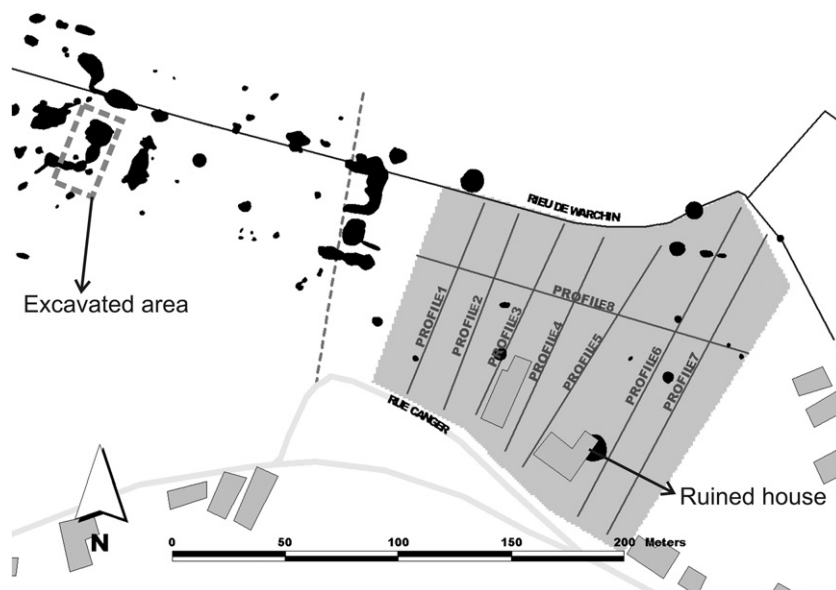 RIEU DE WARCHIN
Excavated area
PROFILE1
PROFILE2
PROFILE3
PROFILE4
PROFILE5
PROFILE6
PROFILE7
PROFILE8
RUE CANGER
Ruined house
N
0 50 100 150 200 Meters